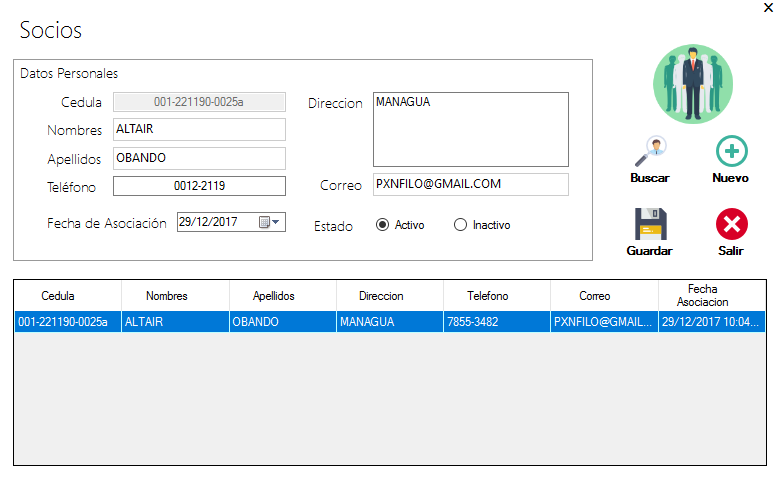 Socios
Datos Personales
Cedula 001-221190-0025a
Nombres ALTAIR
Apellidos OBANDO
Teléfono 0012-2119
Fecha de Asociación 29/12/2017
Direccion MANAGUA
Correo PXNFILO@GMAIL.COM
Estado Activo Inactivo
Buscar Nuevo
Guardar Salir
Cedula Nombres Apellidos Direccion Telefono Correo Fecha Asociacion
001-221190-0025a ALTAIR OBANDO MANAGUA 7855-3482 PXNFILO@GMAIL... 29/12/2017 10:04...